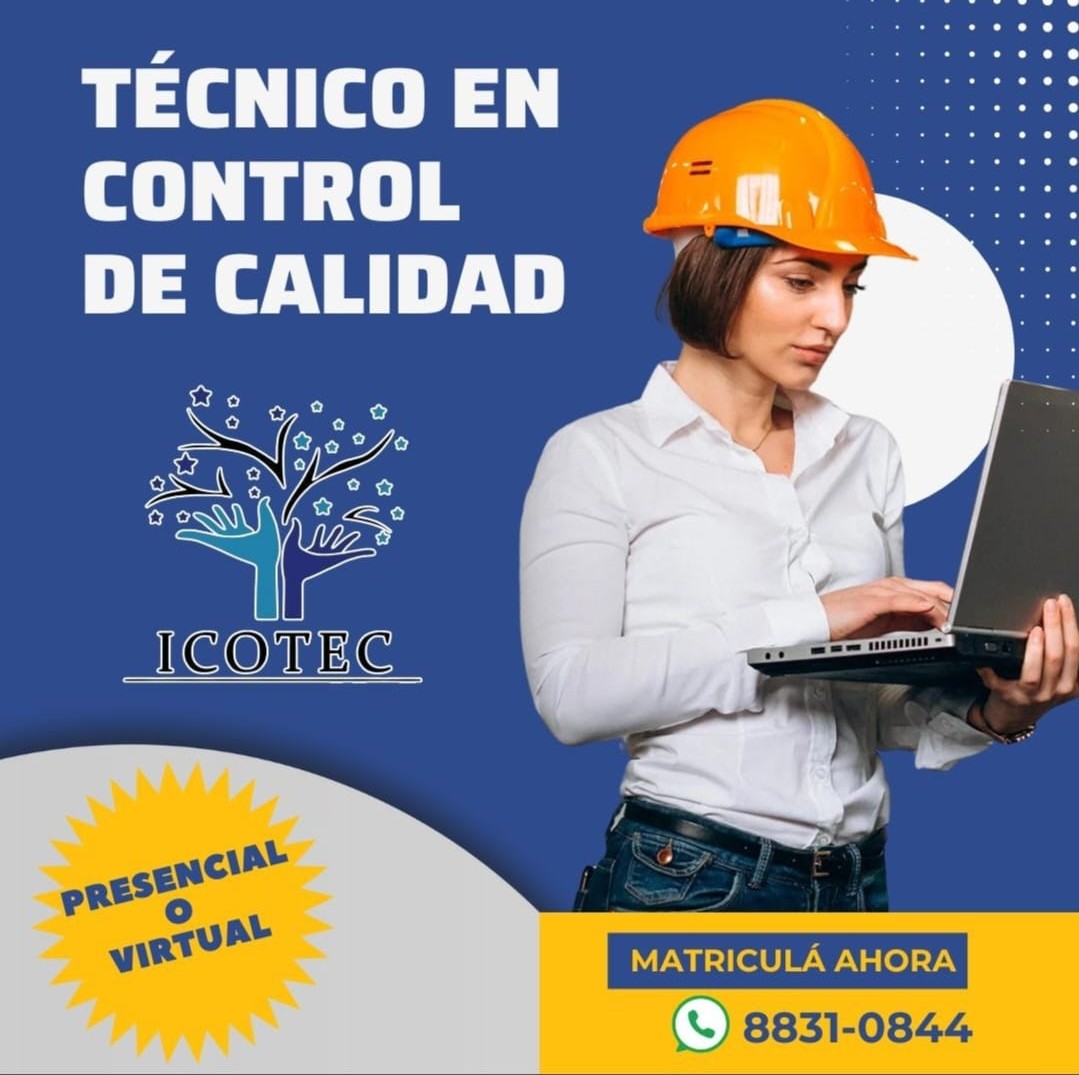 TÉCNICO EN
CONTROL
DE CALIDAD
ICOTEC
PRESENCIAL
O
VIRTUAL
MATRICULÁ AHORA
8831-0844